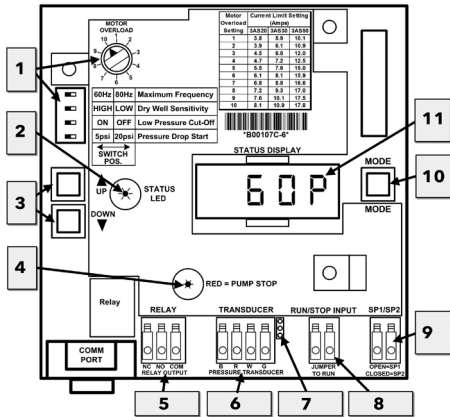 MOTOR
OVERLOAD
1
2
3
4
5
6
7
8
9
10
Motor Overload Setting
Current Limit Setting (Amps)
3AS20 3AS30 3AS50
1 3.8 5.9 10.1
2 3.9 6.1 10.9
3 4.5 6.8 12.0
4 4.7 7.2 12.5
5 5.6 7.6 15.0
6 6.1 8.1 15.9
7 6.8 8.8 16.6
8 7.2 9.3 17.0
9 7.6 10.1 17.5
10 8.1 10.9 17.8
60Hz 80Hz Maximum Frequency
HIGH LOW Dry Well Sensitivity
ON OFF Low Pressure Cut-Off
5psi 20psi Pressure Drop Start
SWITCH
POS.
*B00107C-6*
STATUS DISPLAY
60P
MODE
MODE
UP
DOWN
STATUS
LED
RED = PUMP STOP
Relay
COMM
PORT
RELAY
NC NO COM
RELAY OUTPUT
TRANSDUCER
B R W G
PRESSURE TRANSDUCER
RUN/STOP INPUT
JUMPER
TO RUN
SP1/SP2
OPEN=SP1
CLOSED=SP2
1
2
3
4
5
6
7
8
9
10
11